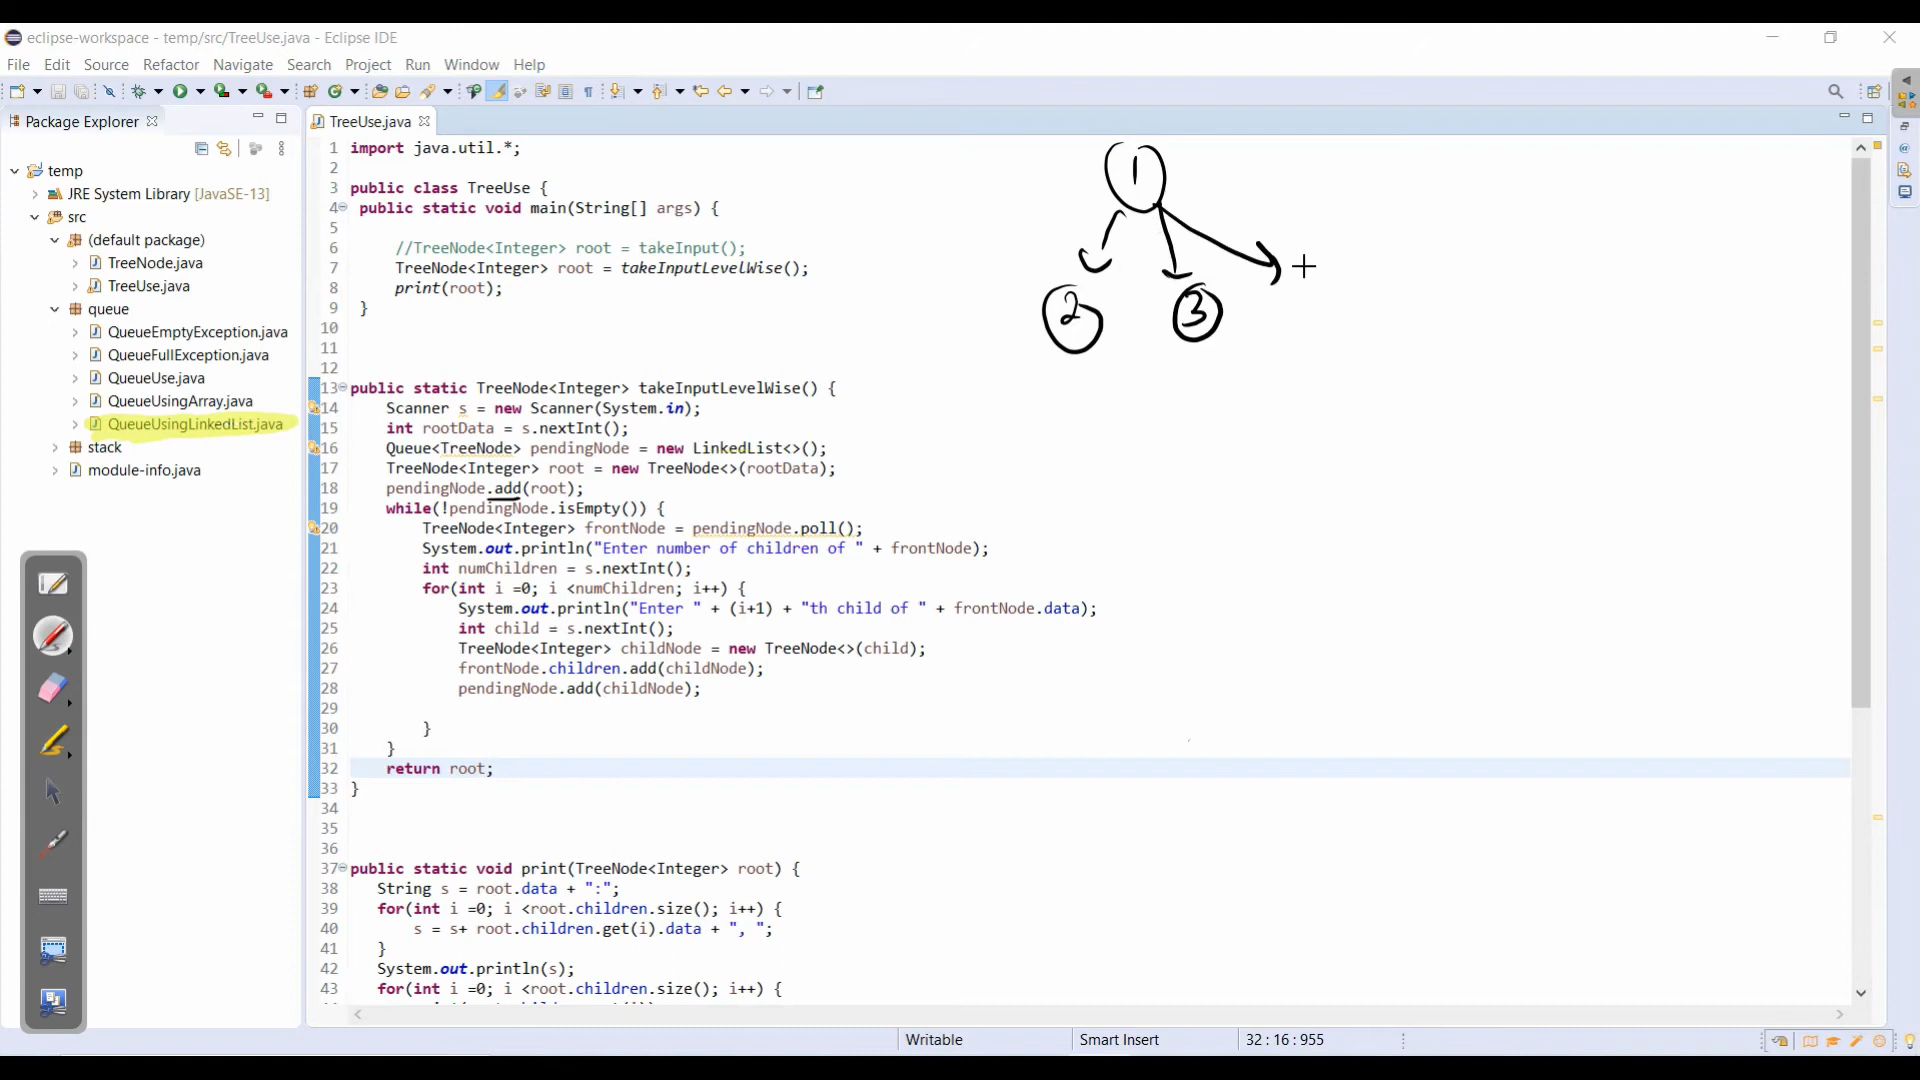 eclipse-workspace - temp/src/TreeUse.java - Eclipse IDE
File Edit Source Refactor Navigate Search Project Run Window Help
Package Explorer
temp
JRE System Library [JavaSE-13]
src
(default package)
TreeNode.java
TreeUse.java
queue
QueueEmptyException.java
QueueFullException.java
QueueUse.java
QueueUsingArray.java
QueueUsingLinkedList.java
stack
module-info.java
TreeUse.java
1 import java.util.*;
2
3 public class TreeUse {
4 public static void main(String[] args) {
5
6 //TreeNode<Integer> root = takeInput();
7 TreeNode<Integer> root = takeInputLevelWise();
8 print(root);
9 }
10
11
12
13 public static TreeNode<Integer> takeInputLevelWise() {
14 Scanner s = new Scanner(System.in);
15 int rootData = s.nextInt();
16 Queue<TreeNode> pendingNode = new LinkedList<>();
17 TreeNode<Integer> root = new TreeNode<>(rootData);
18 pendingNode.add(root);
19 while(!pendingNode.isEmpty()) {
20 TreeNode<Integer> frontNode = pendingNode.poll();
21 System.out.println("Enter number of children of " + frontNode);
22 int numChildren = s.nextInt();
23 for(int i =0; i <numChildren; i++) {
24 System.out.println("Enter " + (i+1) + "th child of " + frontNode.data);
25 int child = s.nextInt();
26 TreeNode<Integer> childNode = new TreeNode<>(child);
27 frontNode.children.add(childNode);
28 pendingNode.add(childNode);
29
30 }
31 }
32 return root;
33 }
34
35
36
37 public static void print(TreeNode<Integer> root) {
38 String s = root.data + ":";
39 for(int i =0; i <root.children.size(); i++) {
40 s = s+ root.children.get(i).data + ", ";
41 }
42 System.out.println(s);
43 for(int i =0; i <root.children.size(); i++) {
1
2 3
Writable Smart Insert 32 : 16 : 955